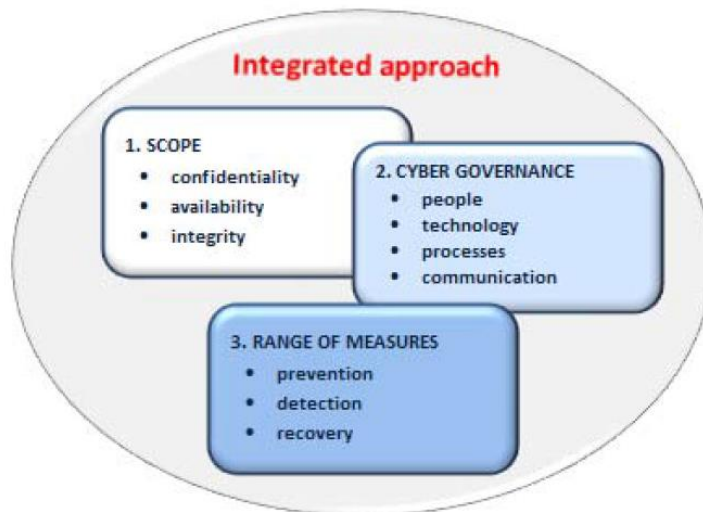 Integrated approach
1. SCOPE
• confidentiality
• availability
• integrity
2. CYBER GOVERNANCE
• people
• technology
• processes
• communication
3. RANGE OF MEASURES
• prevention
• detection
• recovery